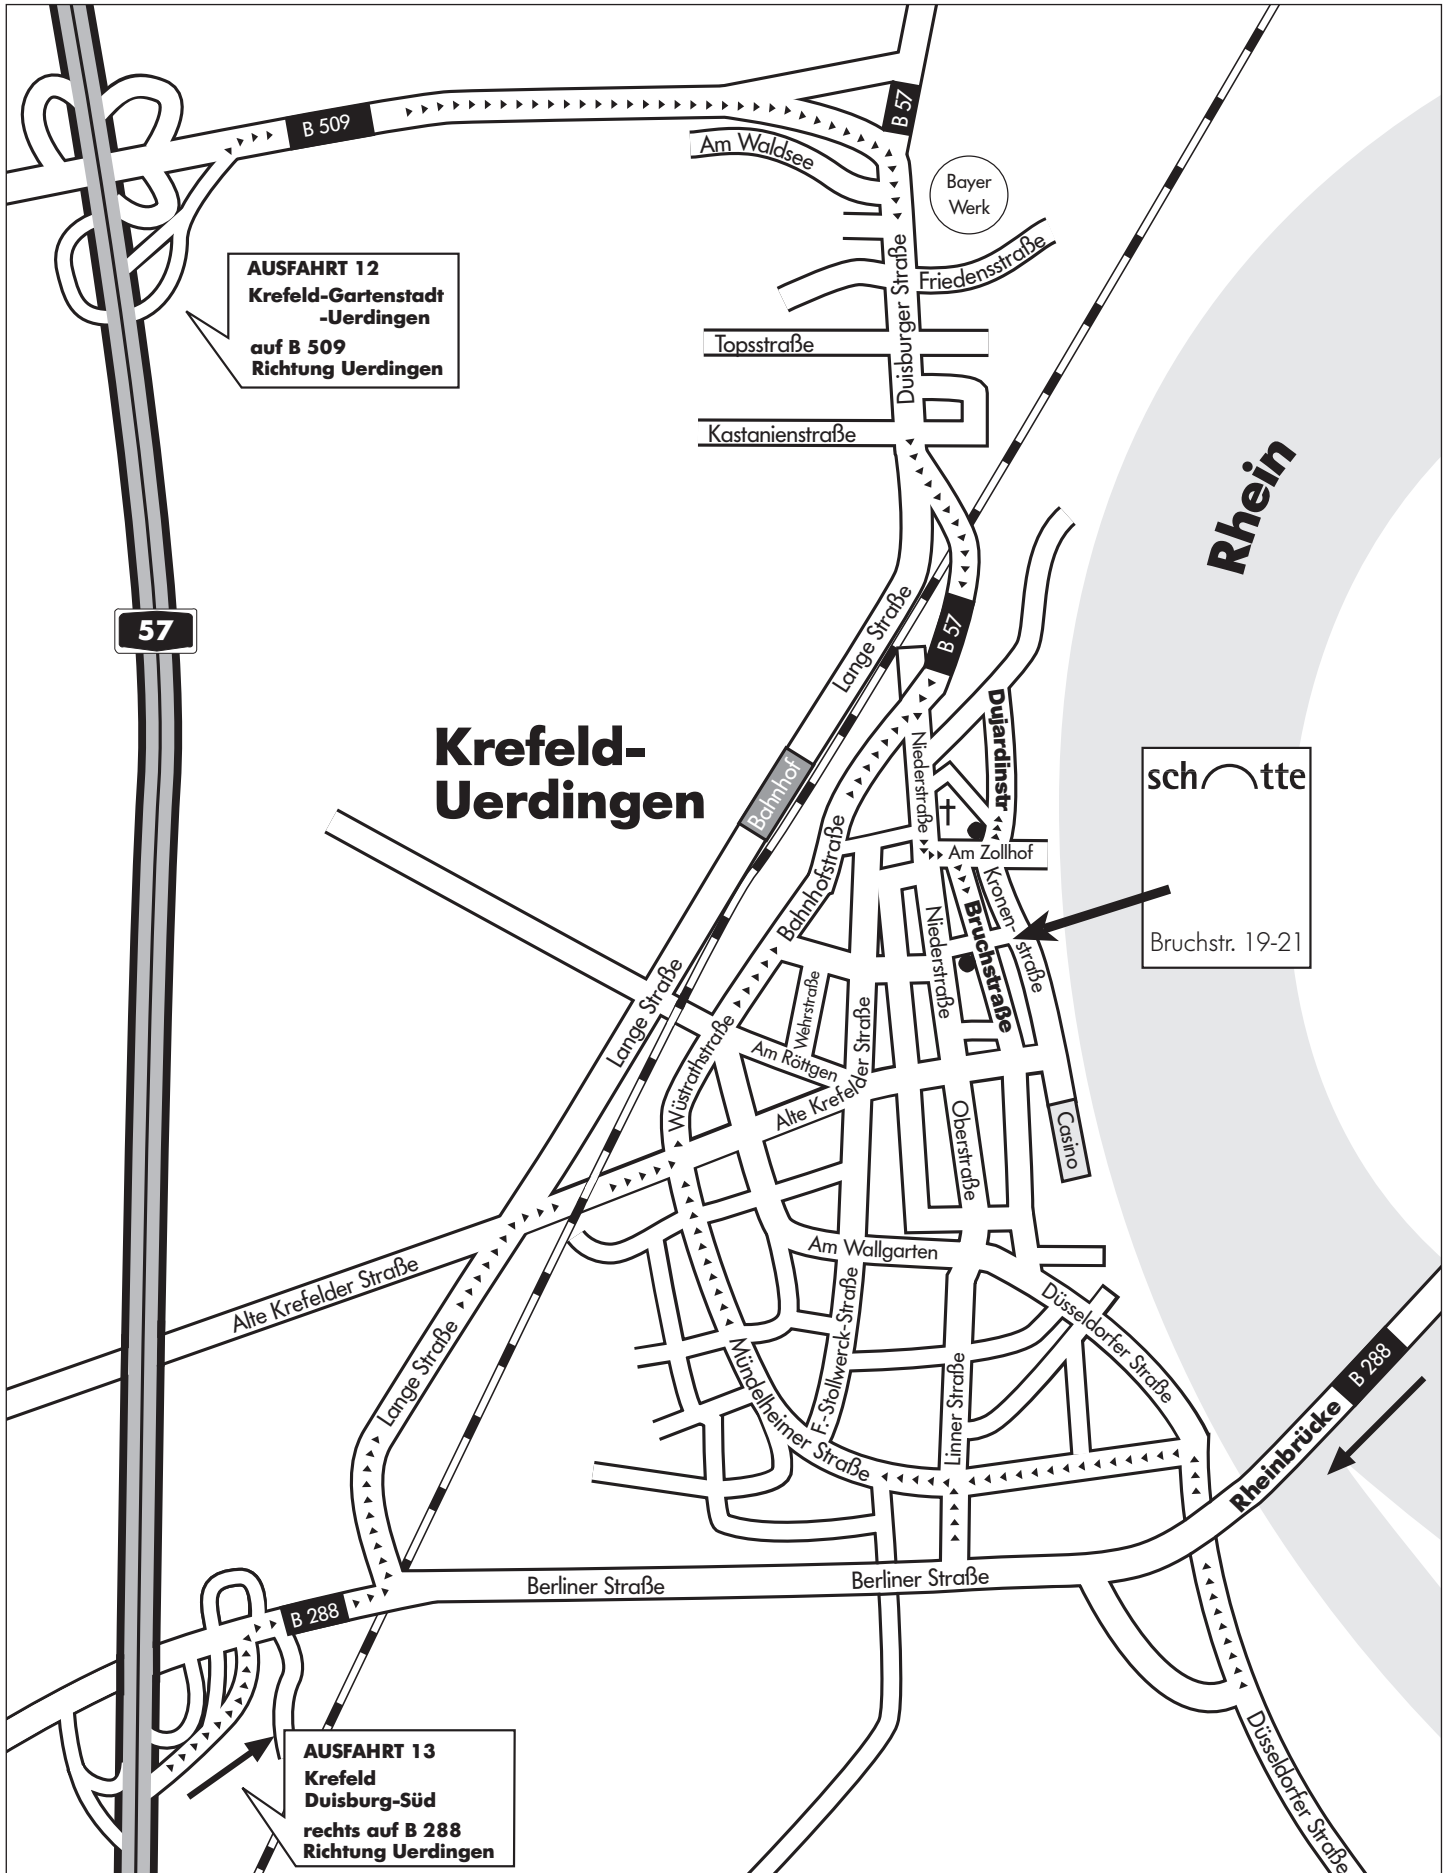 B 509
B 57
Am Waldsee
Bayer
Werk
Friedensstraße
Duisburger Straße
AUSFAHRT 12
Krefeld-Gartenstadt
-Uerdingen
auf B 509
Richtung Uerdingen
Topsstraße
Kastanienstraße
Rhein
57
Lange Straße
B 57
Krefeld-
Uerdingen
Bahnhof
Dujardinstr
Niederstraße
schotte
Am Zollhof
Bahnhofstraße
Kronen-
straße
Bruchstraße
Niederstraße
Bruchstr. 19-21
Lange Straße
Wehrstraße
Wüstrathstraße
Am Röttgen
Alte Krefelder Straße
Straße
Oberstraße
Casino
Alte Krefelder Straße
Am Wallgarten
Düsseldorfer Straße
Lange Straße
Mündelheimer Straße
F.-Stollwerck-Straße
Linner Straße
B 288
Rheinbrücke
Berliner Straße
Berliner Straße
B 288
Düsseldorfer Straße
AUSFAHRT 13
Krefeld
Duisburg-Süd
rechts auf B 288
Richtung Uerdingen